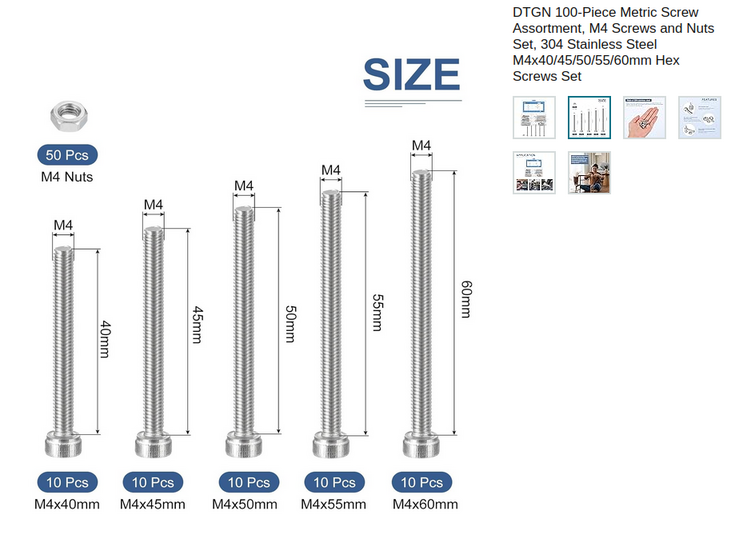 DTGN 100-Piece Metric Screw
Assortment, M4 Screws and Nuts
Set, 304 Stainless Steel
M4x40/45/50/55/60mm Hex
Screws Set
SIZE
50 Pcs
M4 Nuts
M4
M4
M4
M4
M4
40mm
45mm
50mm
55mm
60mm
10 Pcs
10 Pcs
10 Pcs
10 Pcs
10 Pcs
M4x40mm
M4x45mm
M4x50mm
M4x55mm
M4x60mm
FEATURES